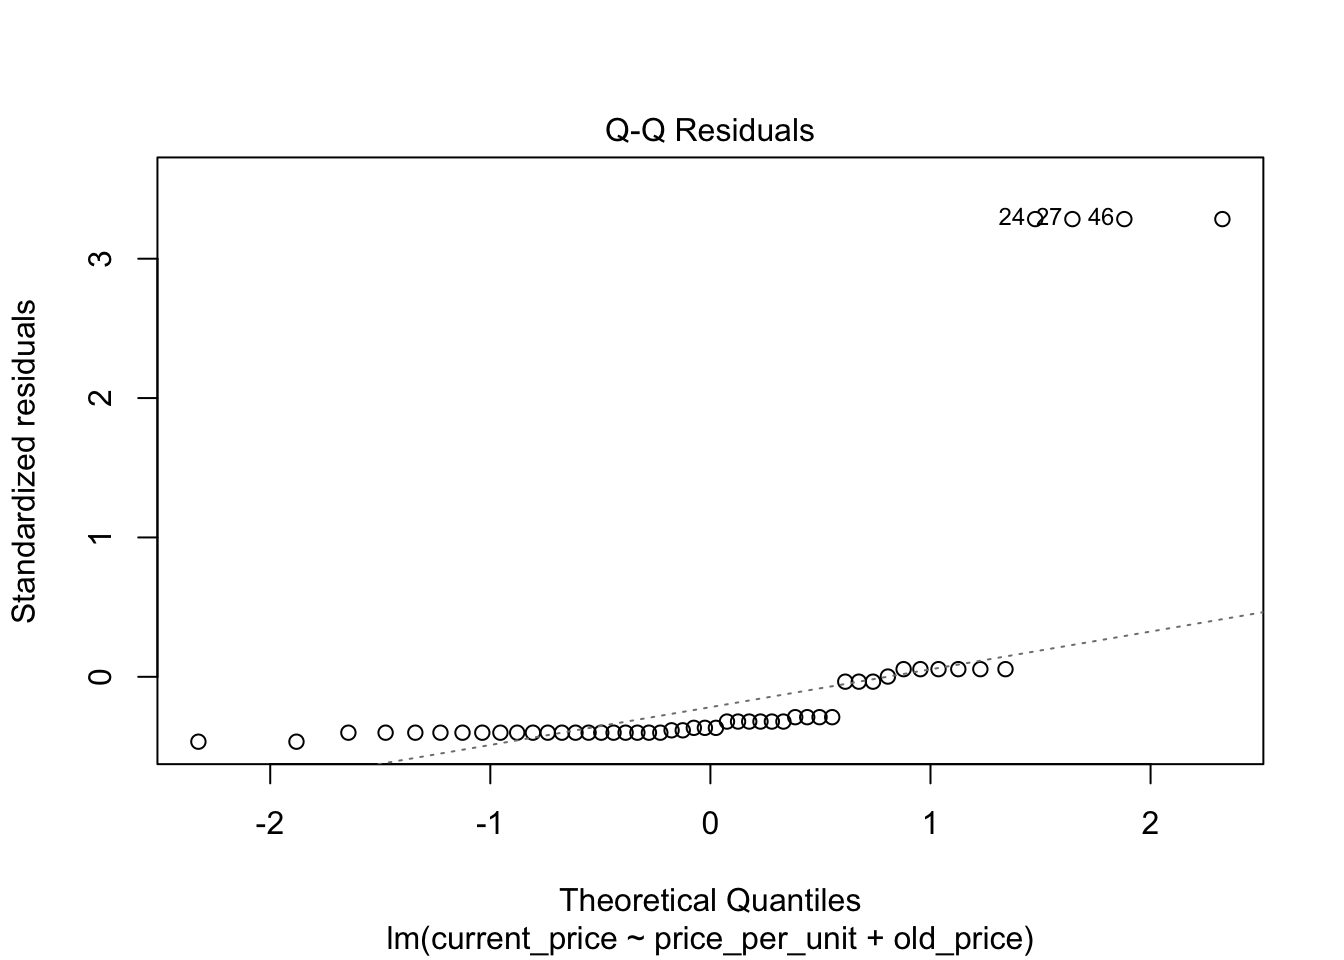 Q-Q Residuals
24 27 46
3
2
1
0
Standardized residuals
-2 -1 0 1 2
Theoretical Quantiles
lm(current_price ~ price_per_unit + old_price)